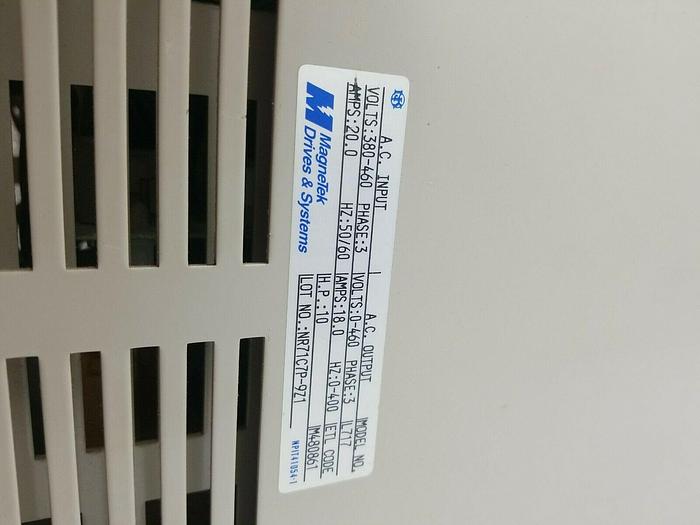 A.C. INPUT A.C. OUTPUT MODEL NO.
VOLTS:380-460 PHASE:3 VOLTS:0-460 PHASE:3 L717
AMPS:20.0 HZ:50/60 AMPS:18.0 HZ:0-400 ETL CODE
H.P.:10 M480861
MagneTek
Drives & Systems
LOT NO.:NR71C7P-9Z1
NPIT41054-1